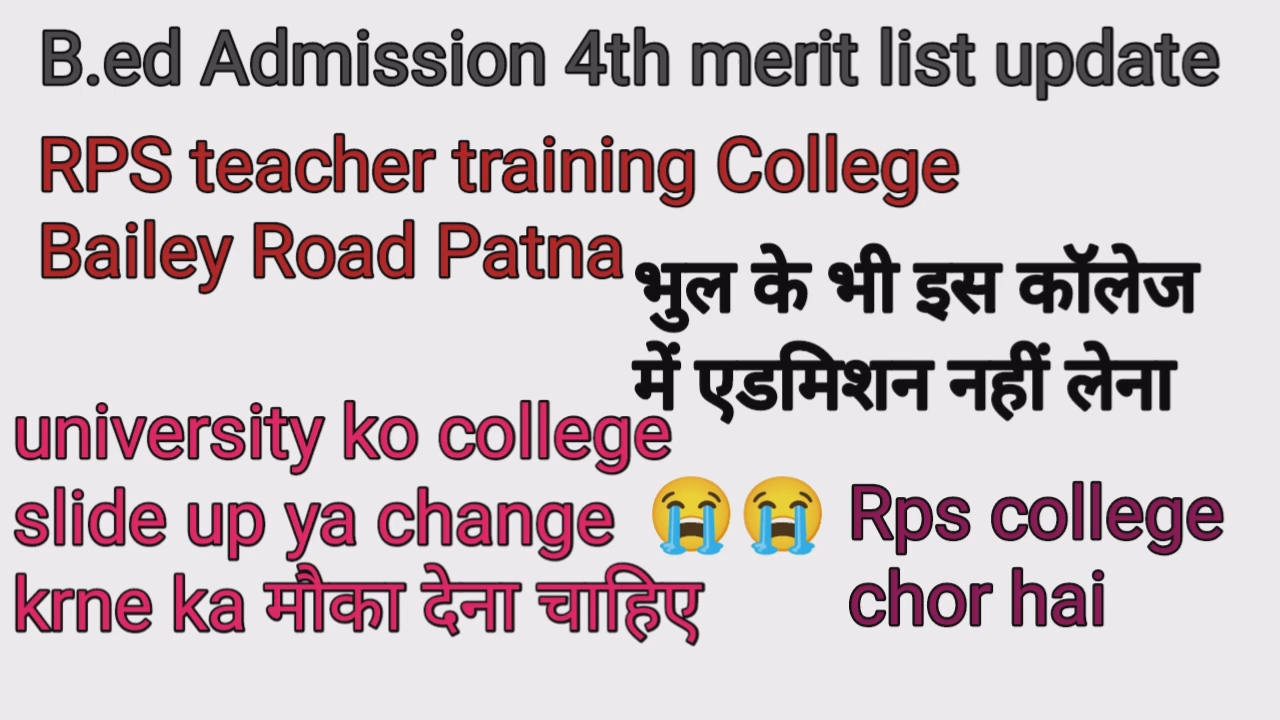 B.ed Admission 4th merit list update
RPS teacher training College
Bailey Road Patna
भुल के भी इस कॉलेज
में एडमिशन नहीं लेना
university ko college
slide up ya change
krne ka मौका देना चाहिए
😭😭
Rps college
chor hai